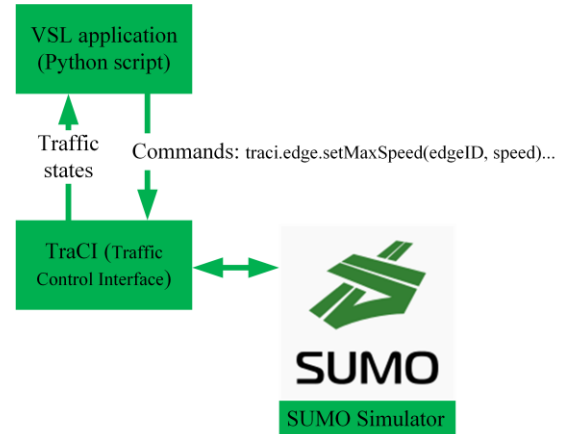 VSL application
(Python script)
Traffic
states
Commands: traci.edge.setMaxSpeed(edgeID, speed)...
TraCI (Traffic
Control Interface)
SUMO
SUMO Simulator